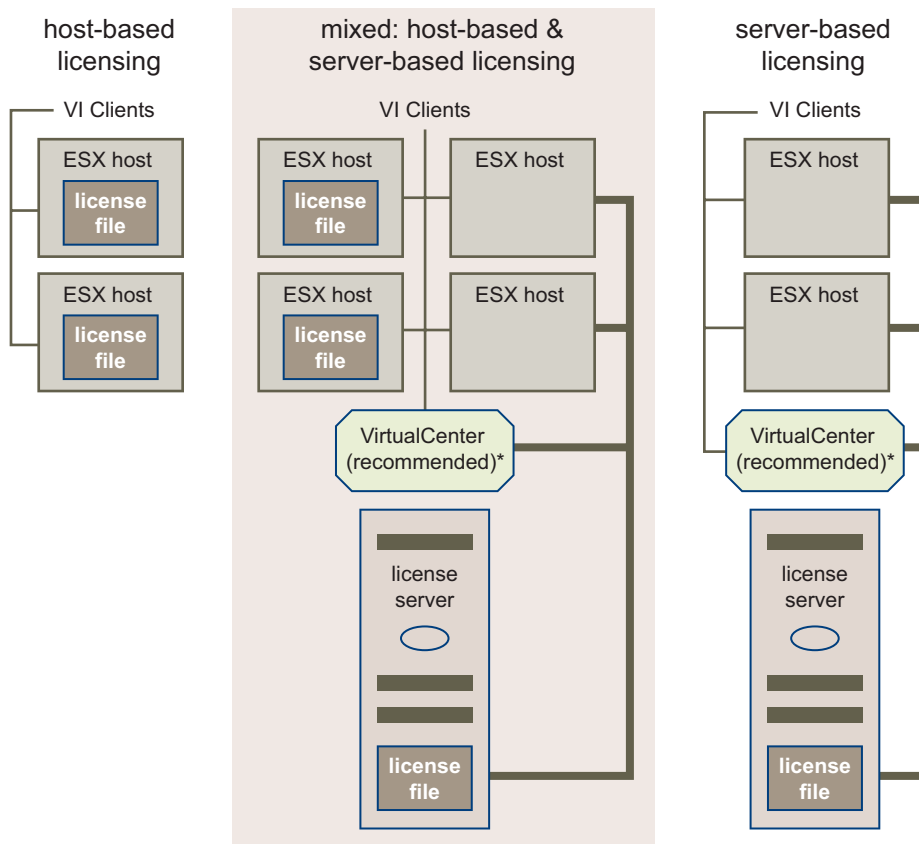 host-based
licensing
VI Clients
ESX host
license
file
ESX host
license
file
mixed: host-based &
server-based licensing
VI Clients
ESX host
license
file
ESX host
ESX host
license
file
ESX host
VirtualCenter
(recommended)*
license
server
license
file
server-based
licensing
VI Clients
ESX host
ESX host
VirtualCenter
(recommended)*
license
server
license
file